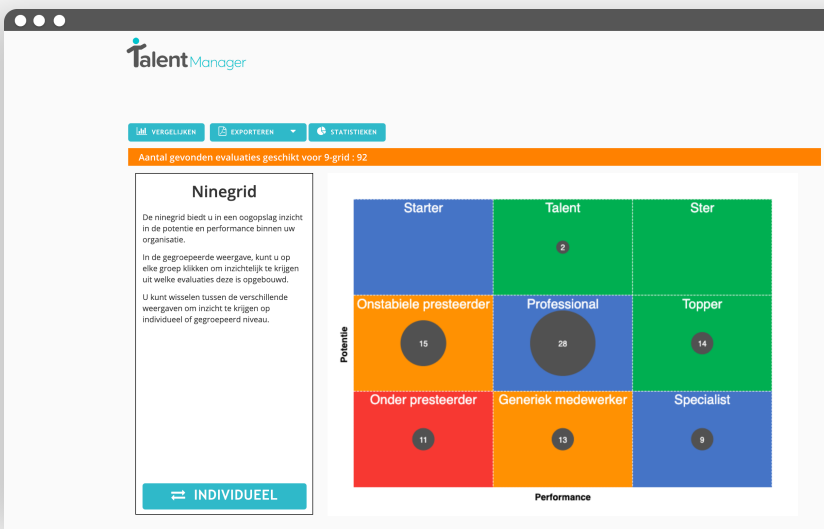 Talent Manager
VERGELIJKEN
EXPORTEREN
STATISTIEKEN
Aantal gevonden evaluaties geschikt voor 9-grid : 92
Ninegrid
De ninegrid biedt u in een oogopslag inzicht
in de potentie en performance binnen uw
organisatie.
In de gegroepeerde weergave, kunt u op
elke groep klikken om inzichtelijk te krijgen
uit welke evaluaties deze is opgebouwd.
U kunt wisselen tussen de verschillende
weergaven om inzicht te krijgen op
individueel of gegroepeerd niveau.
INDIVIDUEEL
Potentie
Starter
Talent
Ster
2
Onstabiele presteerder
Professional
Topper
15
28
14
Onder presteerder
Generiek medewerker
Specialist
11
13
9
Performance